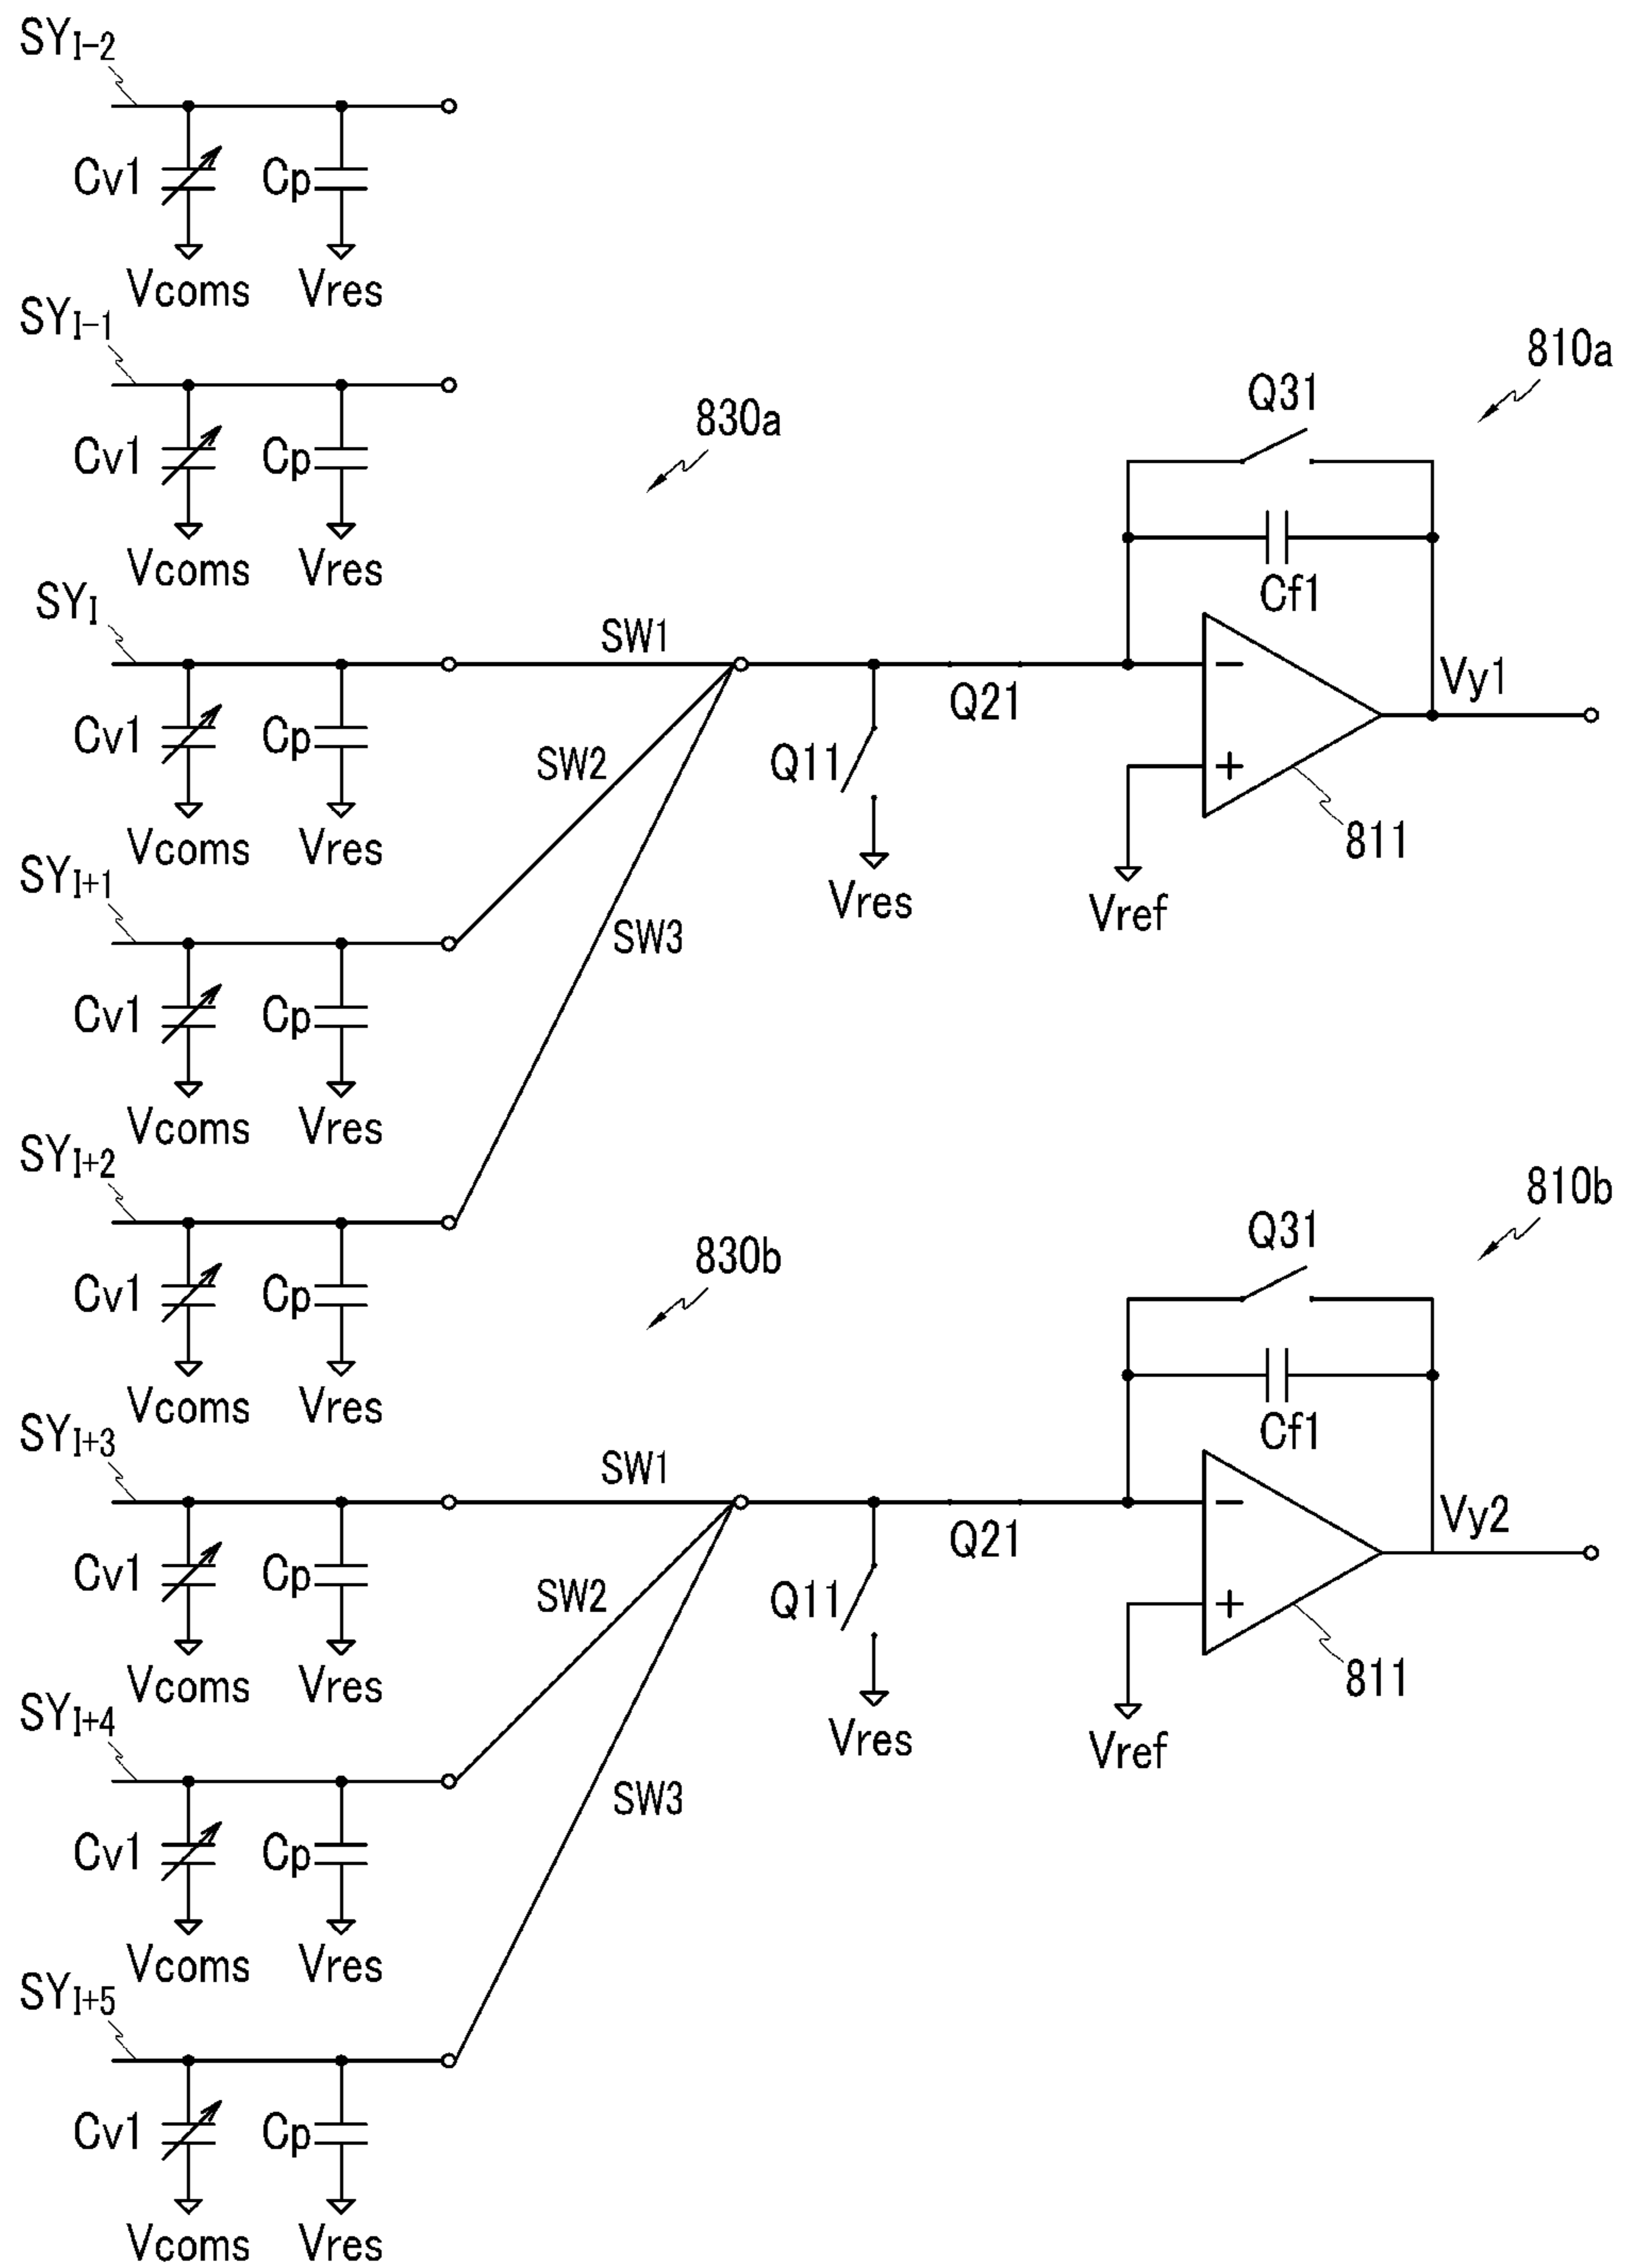 SYI-2
Cv1 Cp
Vcoms Vres
SYI-1
810a
Q31
830a
Cv1 Cp
Vcoms Vres
Cf1
SYI
SW1
Vy1
Q21
−
Cv1 Cp
SW2
Q11
+
811
Vcoms Vres
SYI+1
Vres
Vref
SW3
Cv1 Cp
Vcoms Vres
SYI+2
810b
Q31
830b
Cv1 Cp
Vcoms Vres
Cf1
SYI+3
SW1
Vy2
Q21
−
Cv1 Cp
SW2
Q11
+
811
Vcoms Vres
SYI+4
Vres
Vref
SW3
Cv1 Cp
Vcoms Vres
SYI+5
Cv1 Cp
Vcoms Vres